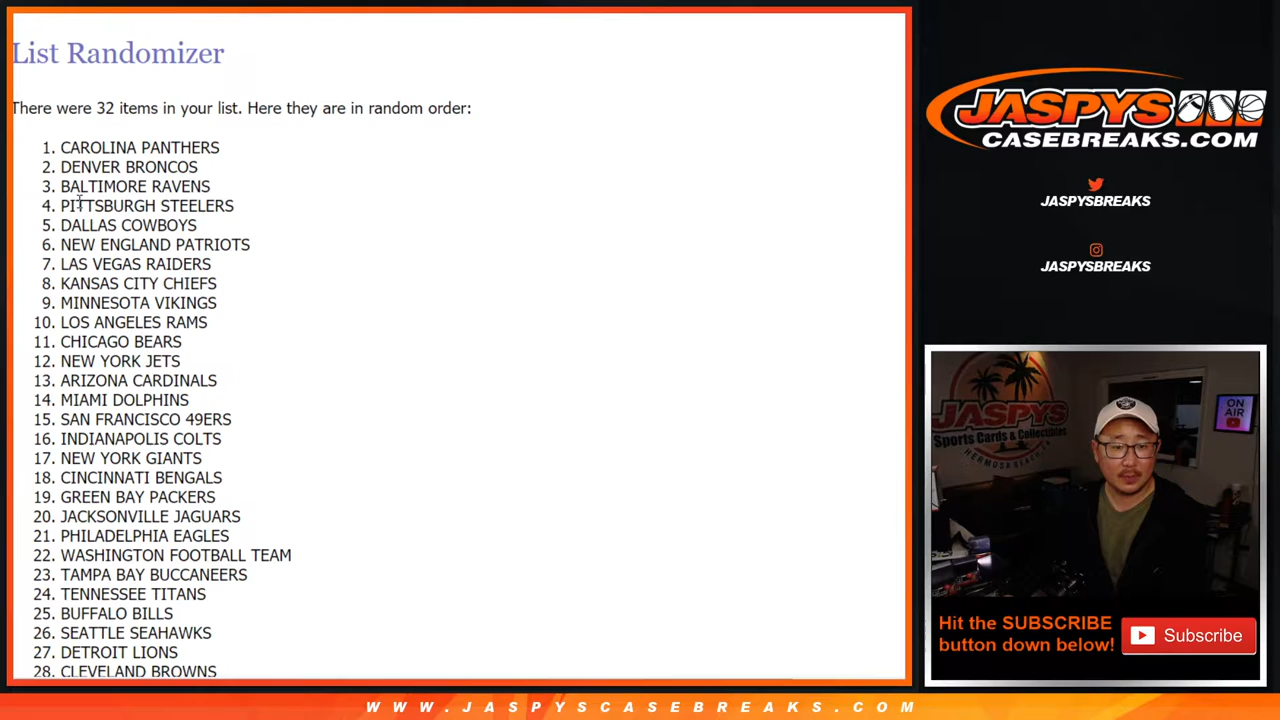 List Randomizer
There were 32 items in your list. Here they are in random order:
1. CAROLINA PANTHERS
2. DENVER BRONCOS
3. BALTIMORE RAVENS
4. PITTSBURGH STEELERS
5. DALLAS COWBOYS
6. NEW ENGLAND PATRIOTS
7. LAS VEGAS RAIDERS
8. KANSAS CITY CHIEFS
9. MINNESOTA VIKINGS
10. LOS ANGELES RAMS
11. CHICAGO BEARS
12. NEW YORK JETS
13. ARIZONA CARDINALS
14. MIAMI DOLPHINS
15. SAN FRANCISCO 49ERS
16. INDIANAPOLIS COLTS
17. NEW YORK GIANTS
18. CINCINNATI BENGALS
19. GREEN BAY PACKERS
20. JACKSONVILLE JAGUARS
21. PHILADELPHIA EAGLES
22. WASHINGTON FOOTBALL TEAM
23. TAMPA BAY BUCCANEERS
24. TENNESSEE TITANS
25. BUFFALO BILLS
26. SEATTLE SEAHAWKS
27. DETROIT LIONS
28. CLEVELAND BROWNS
JASPYS
CASEBREAKS.COM
JASPYSBREAKS
JASPYSBREAKS
JASPYS
Sports Cards & Collectibles
HERMOSA BEACH
ON AIR
Hit the SUBSCRIBE
button down below!
Subscribe
WWW.JASPYSCASEBREAKS.COM